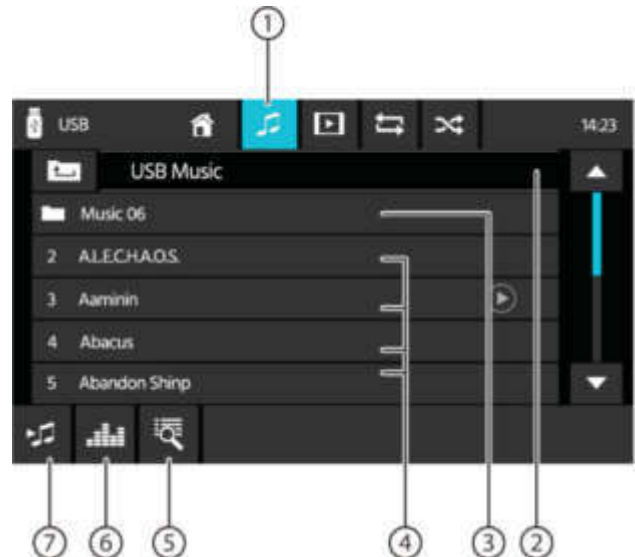 1
USB 14:23
USB Music
Music 06
2 A.L.E.C.H.A.O.S.
3 Aaminin
4 Abacus
5 Abandon Shinp
7 6 5 4 3 2